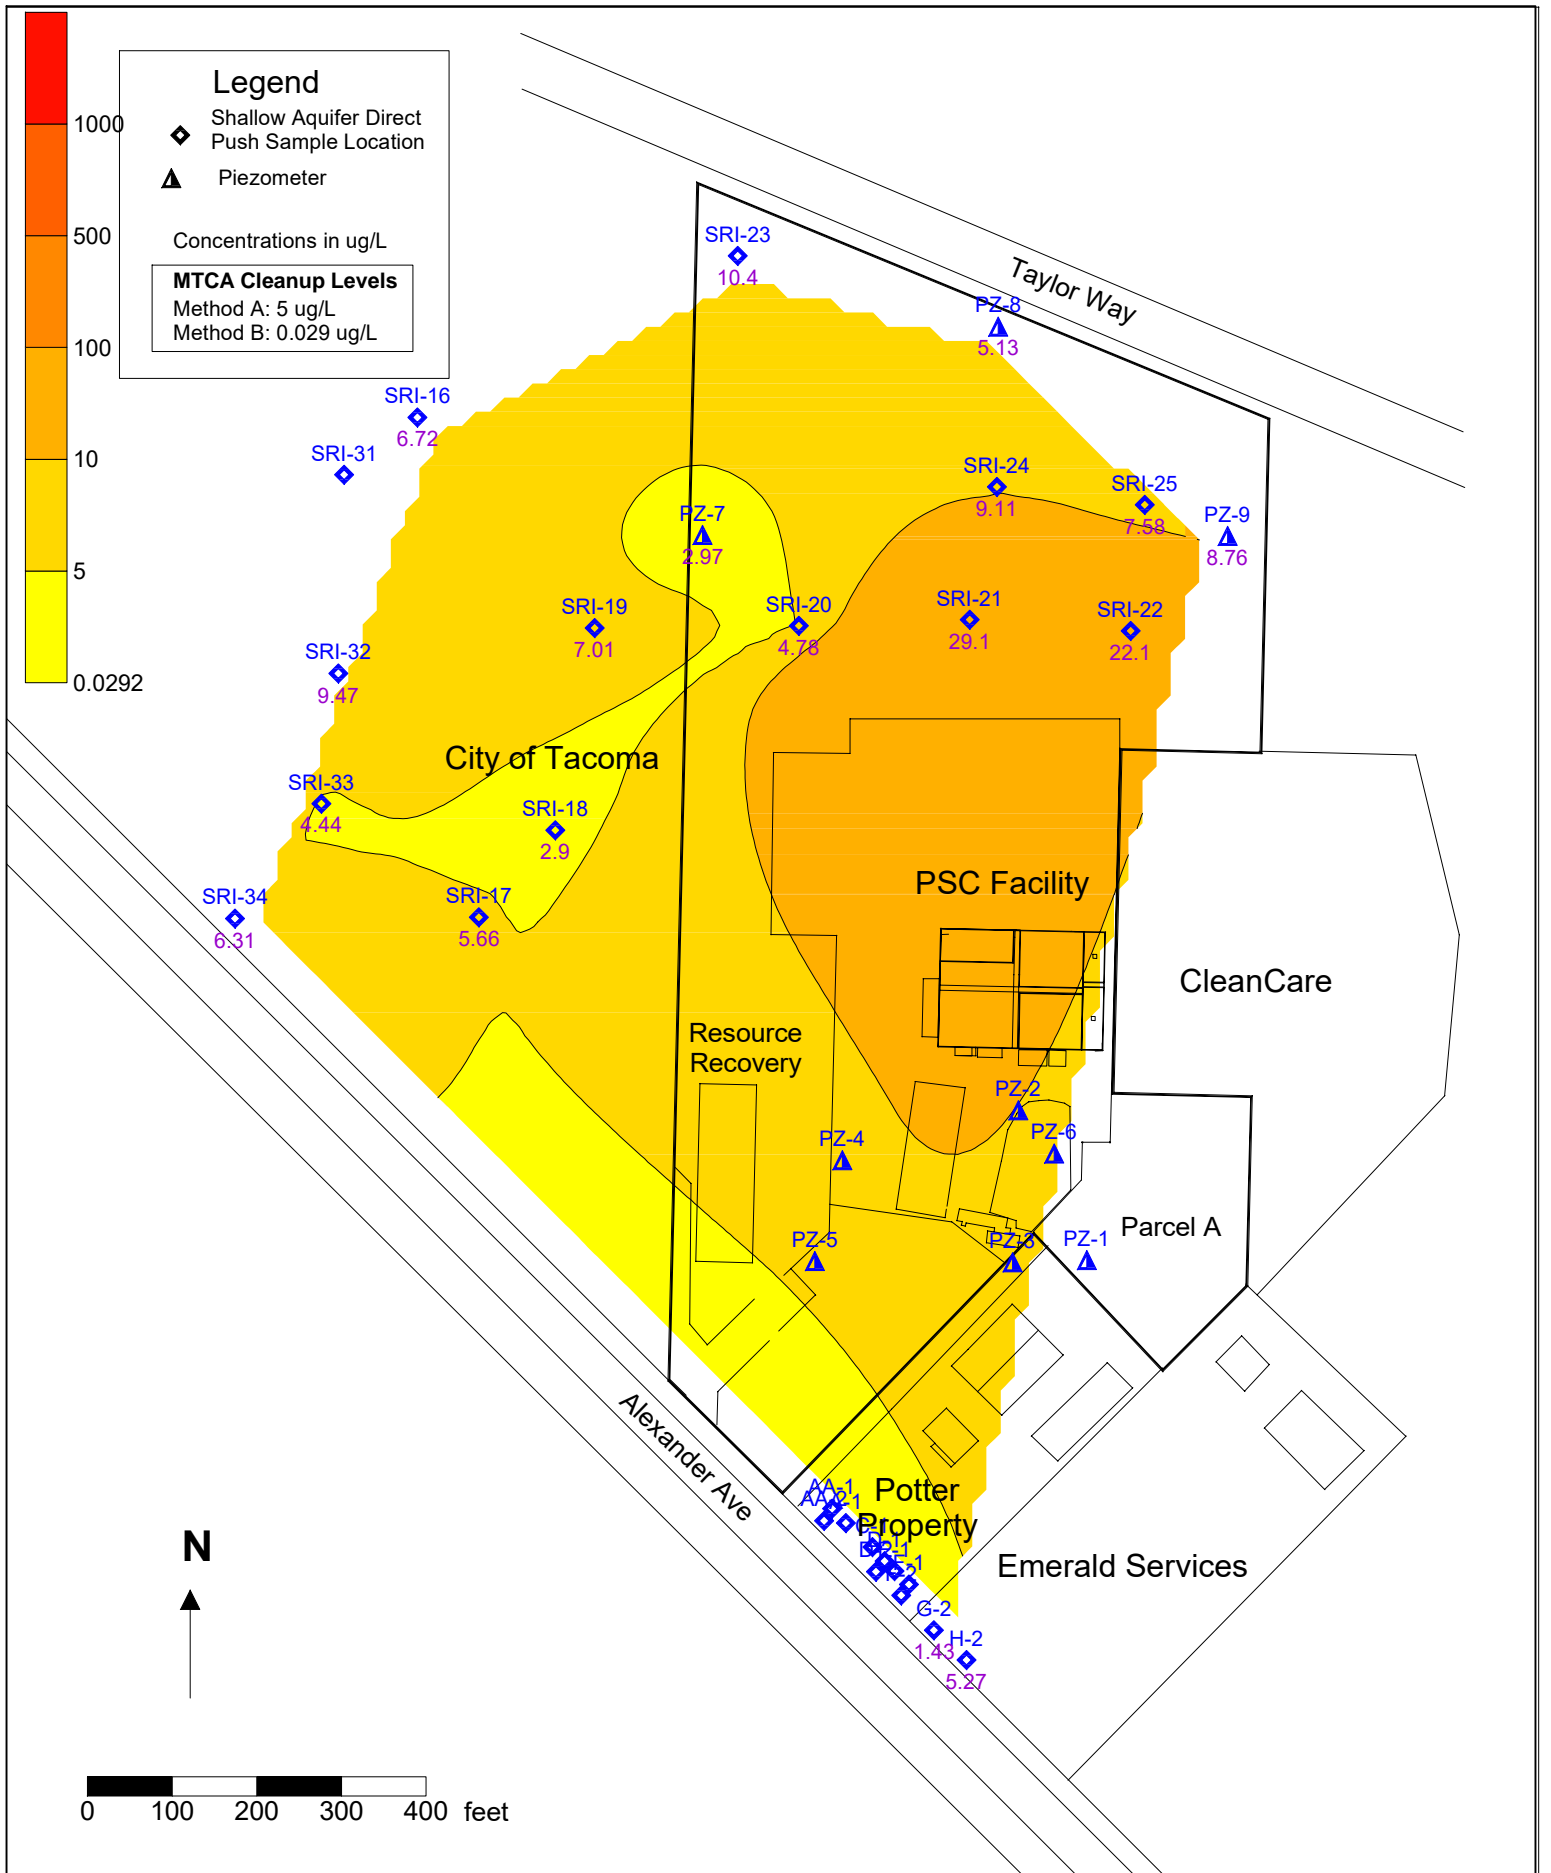 Legend
Shallow Aquifer Direct
Push Sample Location
Piezometer
Concentrations in ug/L
MTCA Cleanup Levels
Method A: 5 ug/L
Method B: 0.029 ug/L
1000
500
100
10
5
0.0292
Taylor Way
SRI-23
10.4
PZ-8
5.13
SRI-16
6.72
SRI-31
SRI-24
9.11
SRI-25
7.58
PZ-9
8.76
PZ-7
2.97
SRI-19
7.01
SRI-20
4.78
SRI-21
29.1
SRI-22
22.1
SRI-32
9.47
City of Tacoma
SRI-33
4.44
SRI-18
2.9
SRI-34
6.31
SRI-17
5.66
PSC Facility
CleanCare
Resource
Recovery
PZ-2
PZ-6
PZ-4
PZ-5
PZ-3
PZ-1
Parcel A
Alexander Ave
Potter
Property
AA-1
Emerald Services
G-2
1.43
H-2
5.27
N
0 100 200 300 400 feet